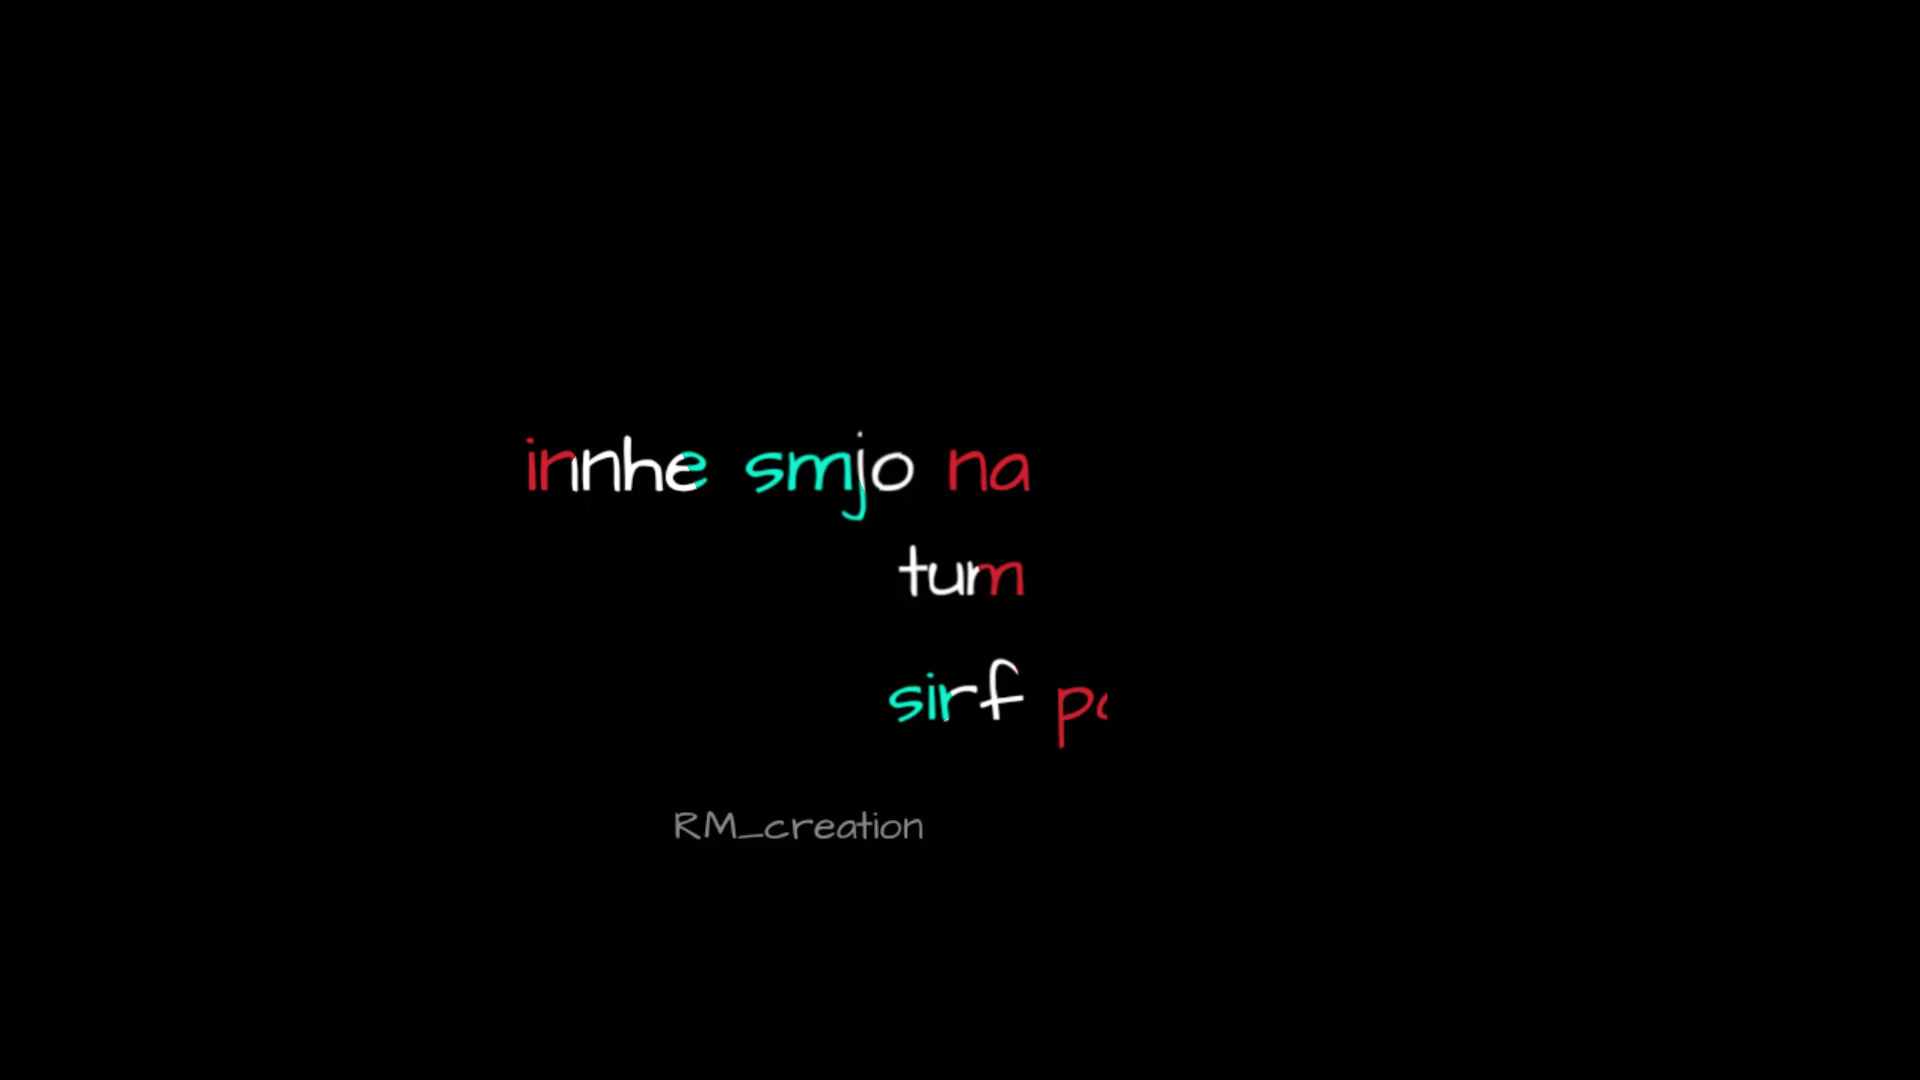 innhe smjo na
tum
sirf
RM_creation